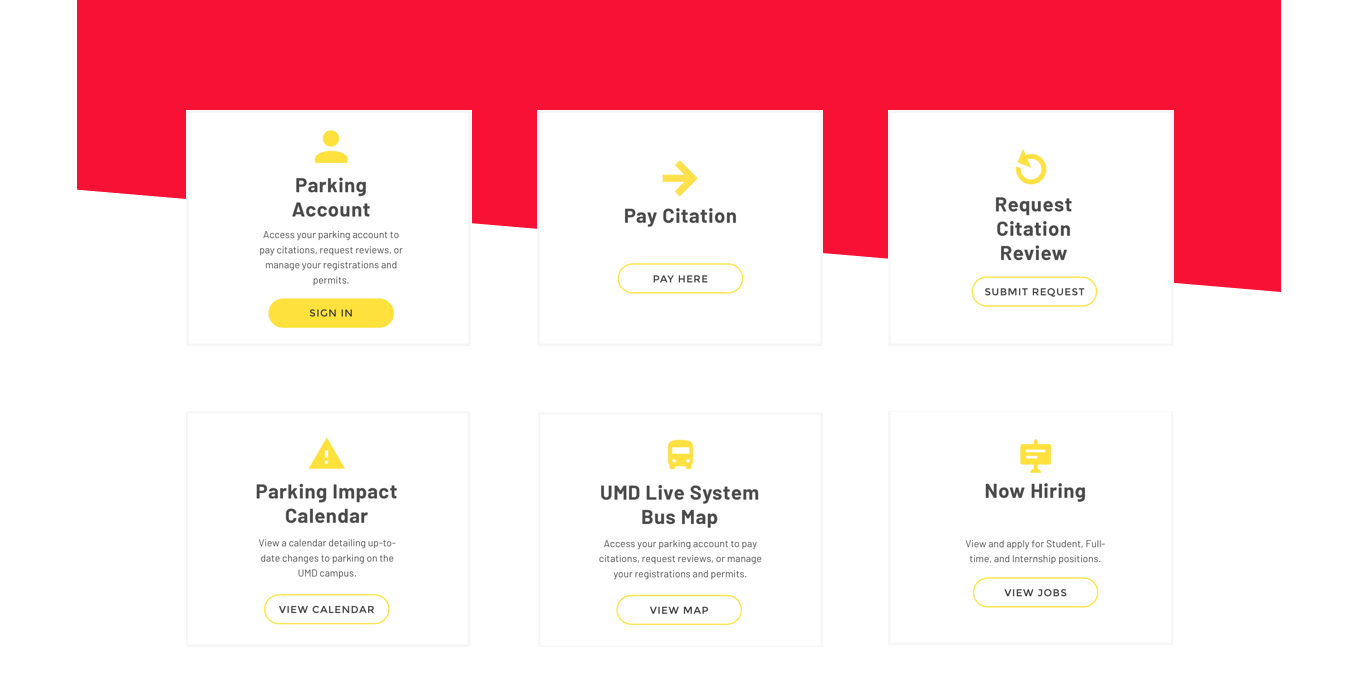 Parking
Account
Access your parking account to
pay citations, request reviews, or
manage your registrations and
permits.
SIGN IN
Pay Citation
PAY HERE
Request
Citation
Review
SUBMIT REQUEST
Parking Impact
Calendar
View a calendar detailing up-to-
date changes to parking on the
UMD campus.
VIEW CALENDAR
UMD Live System
Bus Map
Access your parking account to pay
citations, request reviews, or manage
your registrations and permits.
VIEW MAP
Now Hiring
View and apply for Student, Full-
time, and Internship positions.
VIEW JOBS